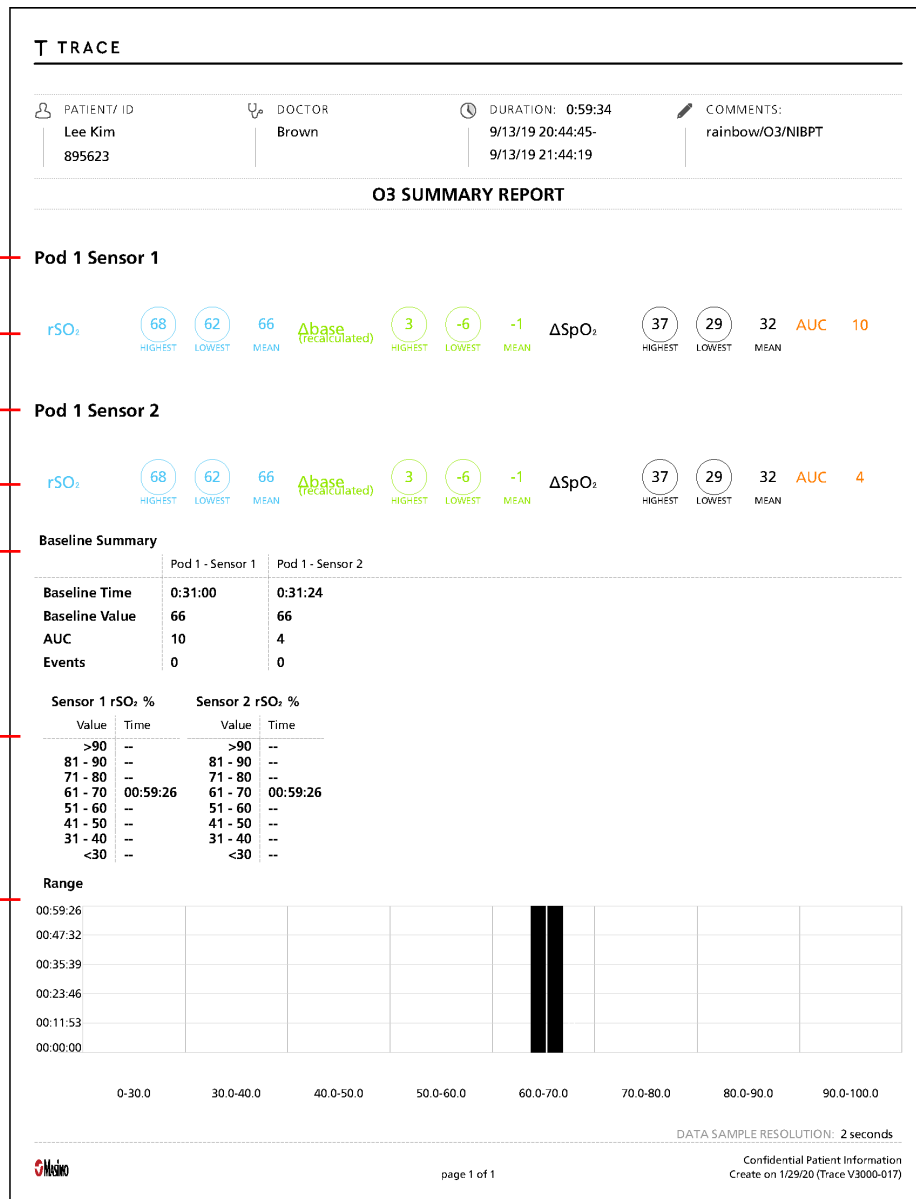 T TRACE
PATIENT/ ID
Lee Kim
895623
DOCTOR
Brown
DURATION: 0:59:34
9/13/19 20:44:45-
9/13/19 21:44:19
COMMENTS:
rainbow/O3/NIBPT
O3 SUMMARY REPORT
Pod 1 Sensor 1
rSO₂ 68 62 66 Δbase (recalculated) 3 -6 -1 ΔSpO₂ 37 29 32 AUC 10
HIGHEST LOWEST MEAN HIGHEST LOWEST MEAN HIGHEST LOWEST MEAN
Pod 1 Sensor 2
rSO₂ 68 62 66 Δbase (recalculated) 3 -6 -1 ΔSpO₂ 37 29 32 AUC 4
HIGHEST LOWEST MEAN HIGHEST LOWEST MEAN HIGHEST LOWEST MEAN
Baseline Summary
Pod 1 - Sensor 1 Pod 1 - Sensor 2
Baseline Time 0:31:00 0:31:24
Baseline Value 66 66
AUC 10 4
Events 0 0
Sensor 1 rSO₂ % Sensor 2 rSO₂ %
Value Time Value Time
>90 -- >90 --
81 - 90 -- 81 - 90 --
71 - 80 -- 71 - 80 --
61 - 70 00:59:26 61 - 70 00:59:26
51 - 60 -- 51 - 60 --
41 - 50 -- 41 - 50 --
31 - 40 -- 31 - 40 --
<30 -- <30 --
Range
00:59:26
00:47:32
00:35:39
00:23:46
00:11:53
00:00:00
0-30.0 30.0-40.0 40.0-50.0 50.0-60.0 60.0-70.0 70.0-80.0 80.0-90.0 90.0-100.0
DATA SAMPLE RESOLUTION: 2 seconds
Masimo
page 1 of 1
Confidential Patient Information
Create on 1/29/20 (Trace V3000-017)